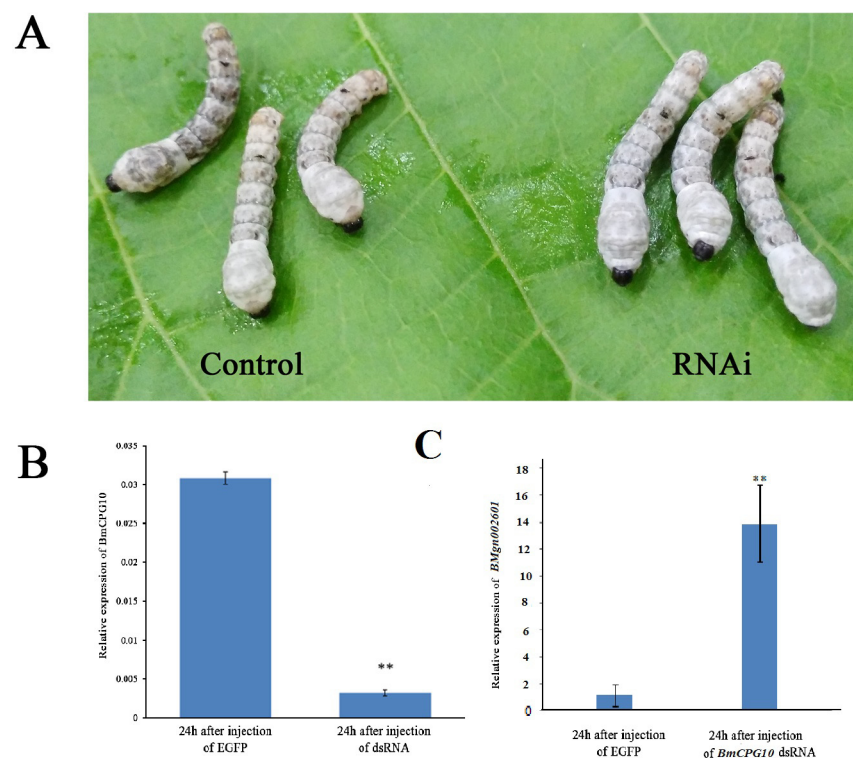 A
Control
RNAi
B
Relative expression of BmCPG10
0.035
0.03
0.025
0.02
0.015
0.01
0.005
0
**
24h after injection
of EGFP
24h after injection
of dsRNA
C
Relative expression of BMgn002601
18
16
14
12
10
8
6
4
2
0
**
24h after injection
of EGFP
24h after injection
of BmCPG10 dsRNA